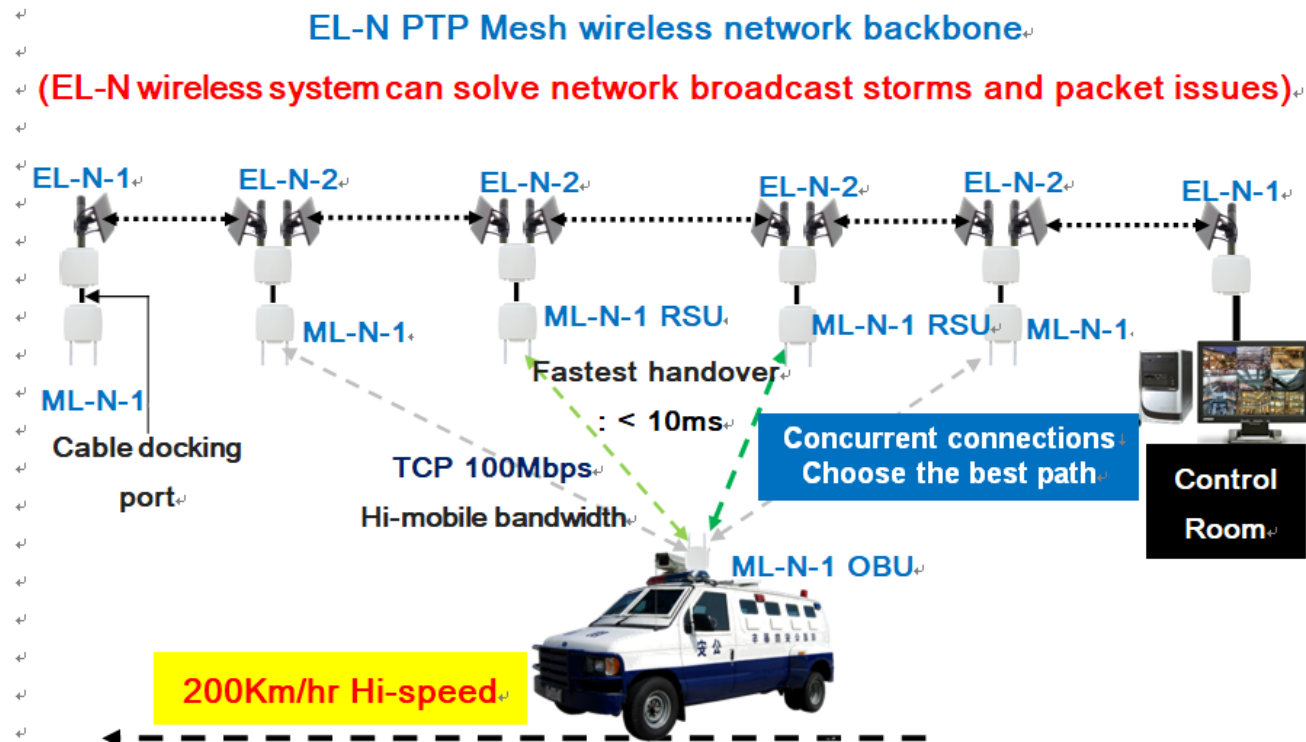 EL-N PTP Mesh wireless network backbone
(EL-N wireless system can solve network broadcast storms and packet issues)
EL-N-1
EL-N-2
EL-N-2
EL-N-2
EL-N-2
EL-N-1
ML-N-1
ML-N-1 RSU
ML-N-1 RSU
ML-N-1
ML-N-1
Cable docking
port
Fastest handover
: < 10ms
TCP 100Mbps
Hi-mobile bandwidth
Concurrent connections
Choose the best path
Control
Room
ML-N-1 OBU
安公
200Km/hr Hi-speed